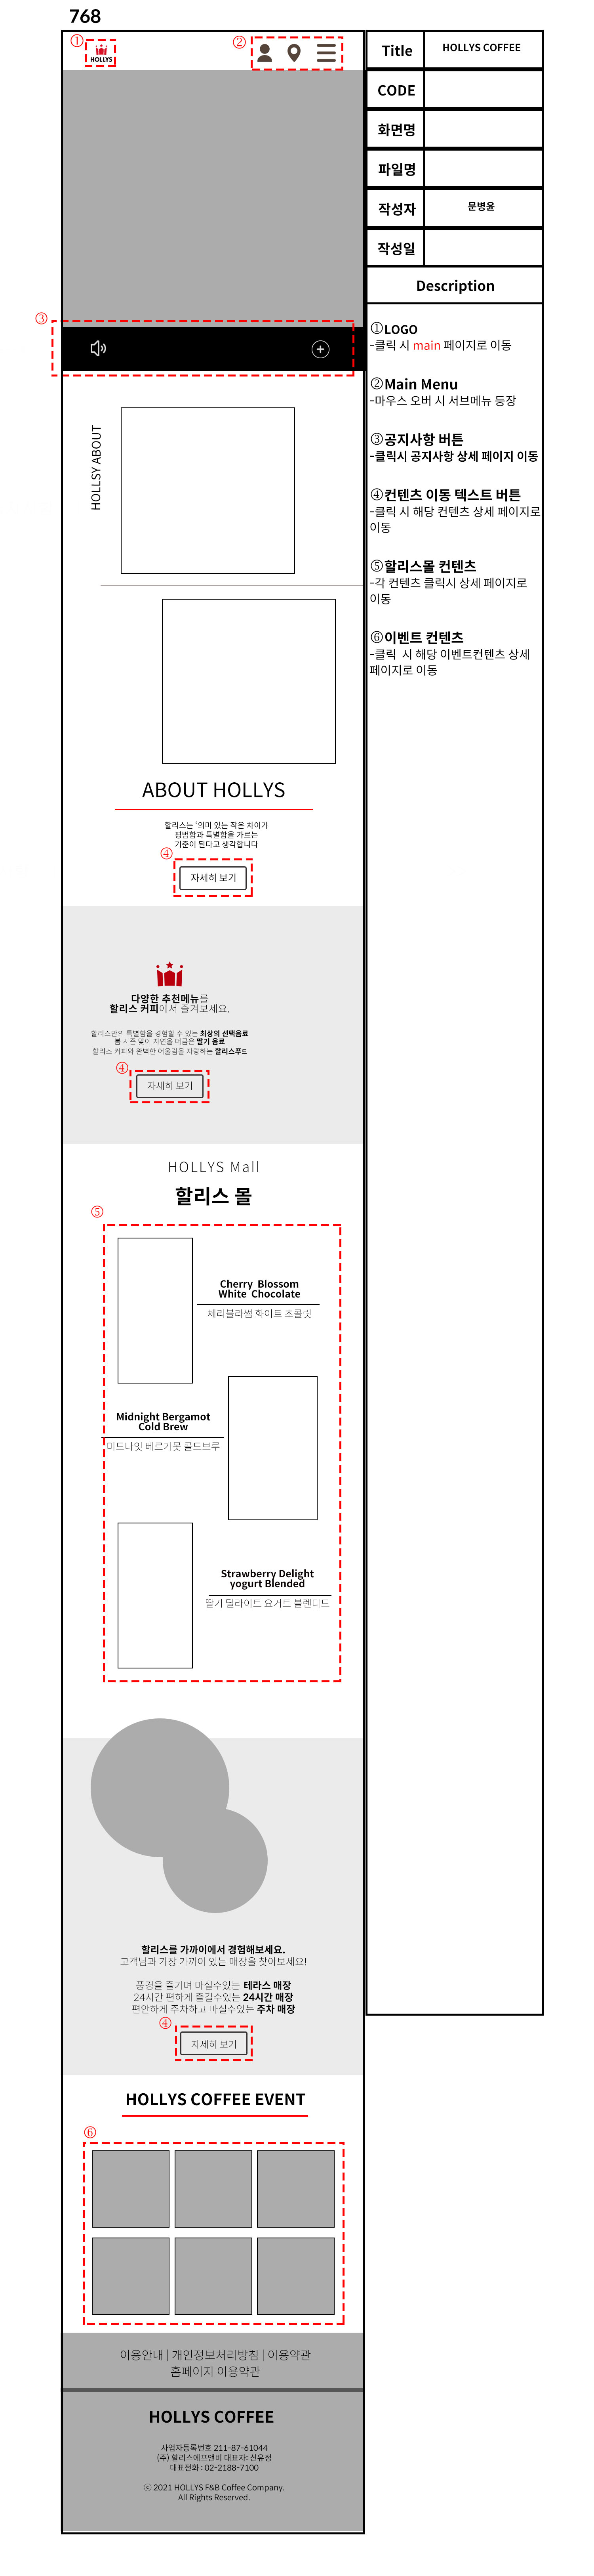 768
①
HOLLYS
②
③
HOLLSY ABOUT
ABOUT HOLLYS
할리스는 '의미 있는 작은 차이가
평범함과 특별함을 가르는
기준이 된다고 생각합니다
④
자세히 보기
다양한 추천메뉴를
할리스 커피에서 즐겨보세요.
할리스만의 특별함을 경험할 수 있는 최상의 선택음료
봄 시즌 맞이 자연을 머금은 딸기 음료
할리스 커피와 완벽한 어울림을 자랑하는 할리스푸드
④
자세히 보기
HOLLYS Mall
할리스 몰
⑤
Cherry Blossom
White Chocolate
체리블라썸 화이트 초콜릿
Midnight Bergamot
Cold Brew
미드나잇 베르가못 콜드브루
Strawberry Delight
yogurt Blended
딸기 딜라이트 요거트 블렌디드
할리스를 가까이에서 경험해보세요.
고객님과 가장 가까이 있는 매장을 찾아보세요!
풍경을 즐기며 마실수있는 테라스 매장
24시간 편하게 즐길수있는 24시간 매장
편안하게 주차하고 마실수있는 주차 매장
④
자세히 보기
HOLLYS COFFEE EVENT
⑥
이용안내 | 개인정보처리방침 | 이용약관
홈페이지 이용약관
HOLLYS COFFEE
사업자등록번호 211-87-61044
(주) 할리스에프앤비 대표자: 신유정
대표전화 : 02-2188-7100
ⓒ 2021 HOLLYS F&B Coffee Company.
All Rights Reserved.
Title HOLLYS COFFEE
CODE
화면명
파일명
작성자 문병윤
작성일
Description
①LOGO
-클릭 시 main 페이지로 이동
②Main Menu
-마우스 오버 시 서브메뉴 등장
③공지사항 버튼
-클릭시 공지사항 상세 페이지 이동
④컨텐츠 이동 텍스트 버튼
-클릭 시 해당 컨텐츠 상세 페이지로
이동
⑤할리스몰 컨텐츠
-각 컨텐츠 클릭시 상세 페이지로
이동
⑥이벤트 컨텐츠
-클릭 시 해당 이벤트컨텐츠 상세
페이지로 이동